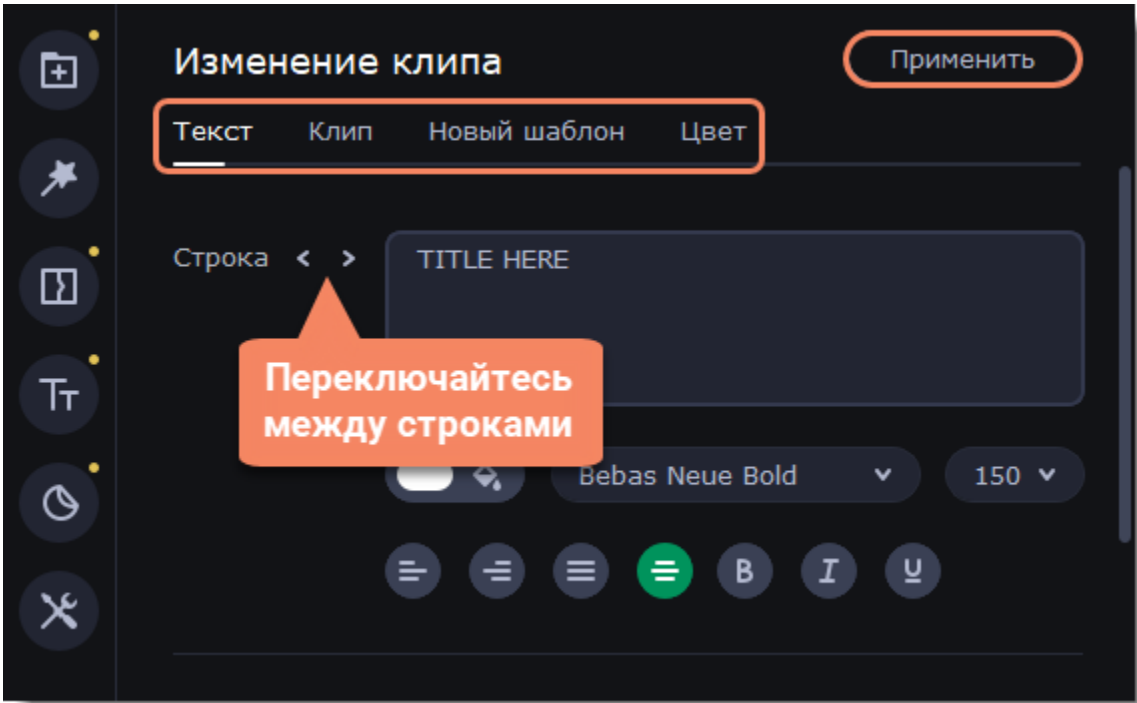 Изменение клипа
Применить
Текст Клип Новый шаблон Цвет
Строка < > TITLE HERE
Переключайтесь
между строками
Bebas Neue Bold 150
B I U